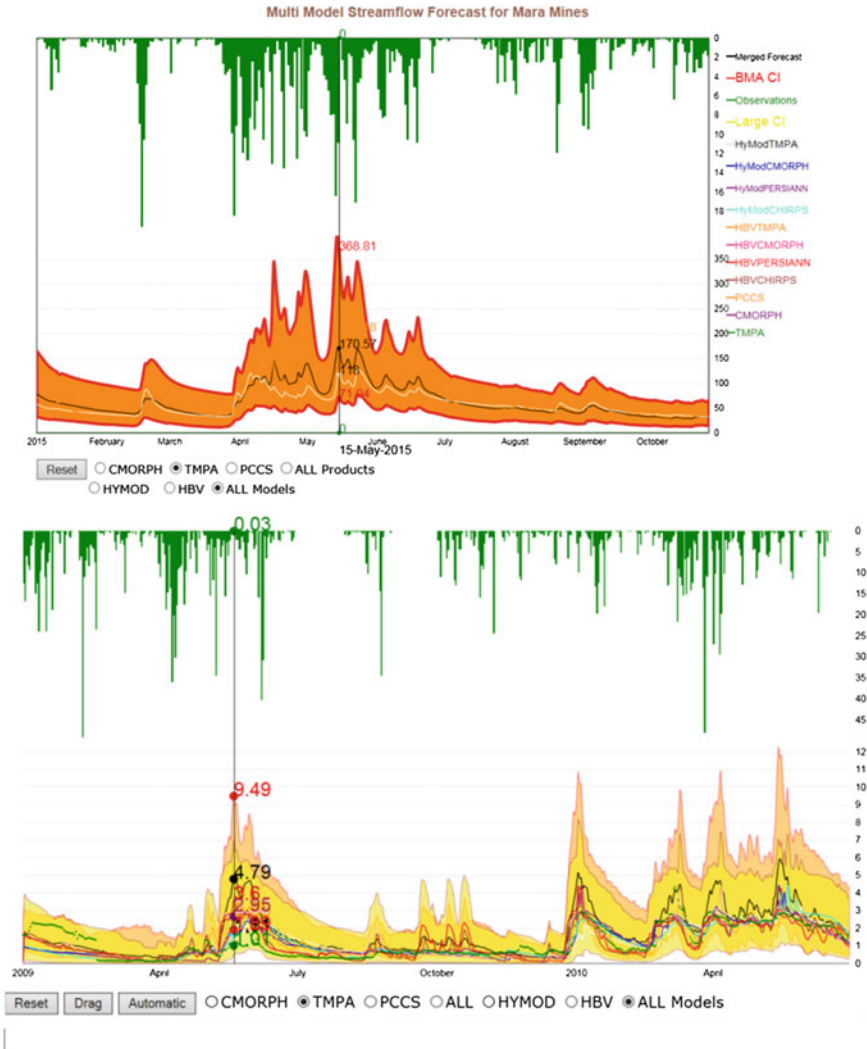 Multi Model Streamflow Forecast for Mara Mines
0
0
2
4
6
8
10
12
14
16
18
Merged Forecast
BMA CI
Observations
Large CI
HyModTMPA
HyModCMORPH
HyModPERSIANN
HyModCHIRPS
HBVTMPA
HBVCMORPH
HBVPERSIANN
HBVCHIRPS
PCCS
CMORPH
TMPA
368.81
170.57
118
0
350
300
250
200
150
100
50
0
2015 February March April May June July August September October
15-May-2015
Reset CMORPH TMPA PCCS ALL Products
HYMOD HBV ALL Models
0.03
0
5
10
15
20
25
30
35
40
45
9.49
4.79
3.6
2.95
1.01
12
11
10
9
8
7
6
5
4
3
2
1
0
2009 April July October 2010 April
Reset Drag Automatic CMORPH TMPA PCCS ALL HYMOD HBV ALL Models